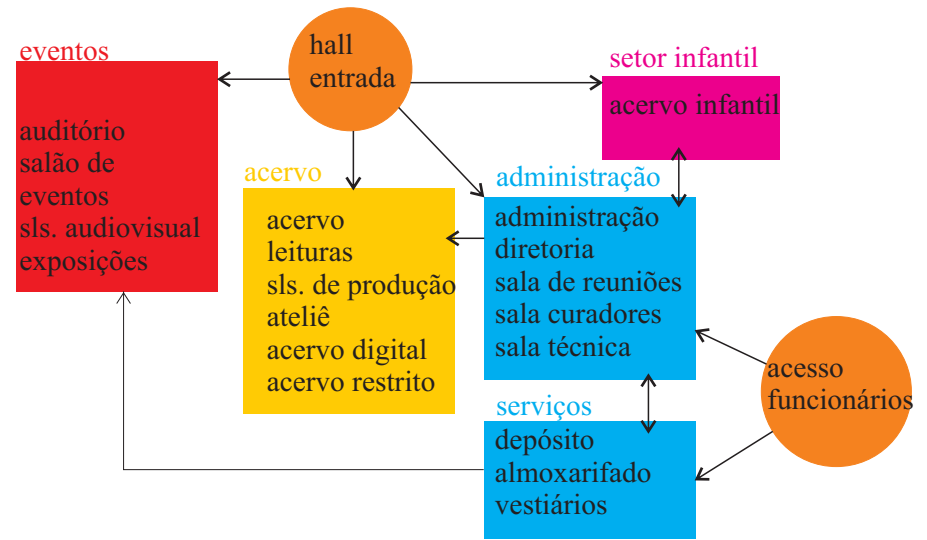 eventos
auditório
salão de
eventos
sls. audiovisual
exposições
hall
entrada
setor infantil
acervo infantil
acervo
acervo
leituras
sls. de produção
ateliê
acervo digital
acervo restrito
administração
administração
diretoria
sala de reuniões
sala curadores
sala técnica
acesso
funcionários
serviços
depósito
almoxarifado
vestiários